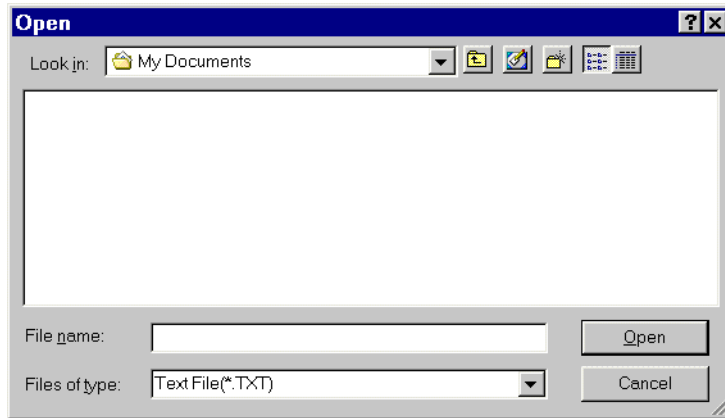 Open
Look in: My Documents
File name:
Open
Files of type: Text File(*.TXT)
Cancel